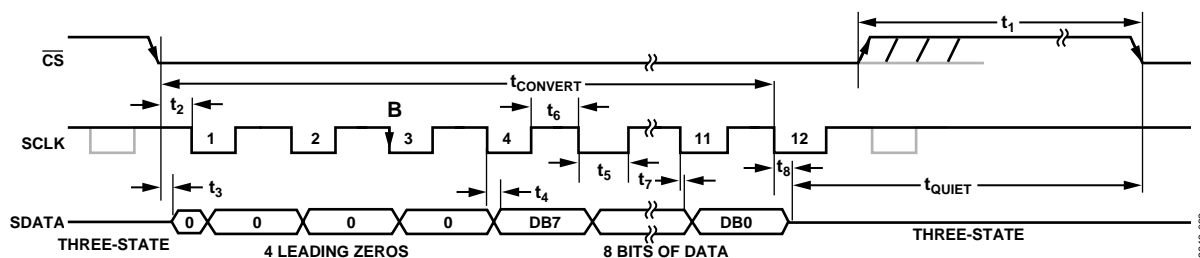 t1
CS
tCONVERT
t2
B
t6
SCLK
1
2
3
4
11
12
t3
t4
t5
t7
t8
tQUIET
SDATA
0
0
0
0
DB7
DB0
THREE-STATE
4 LEADING ZEROS
8 BITS OF DATA
THREE-STATE